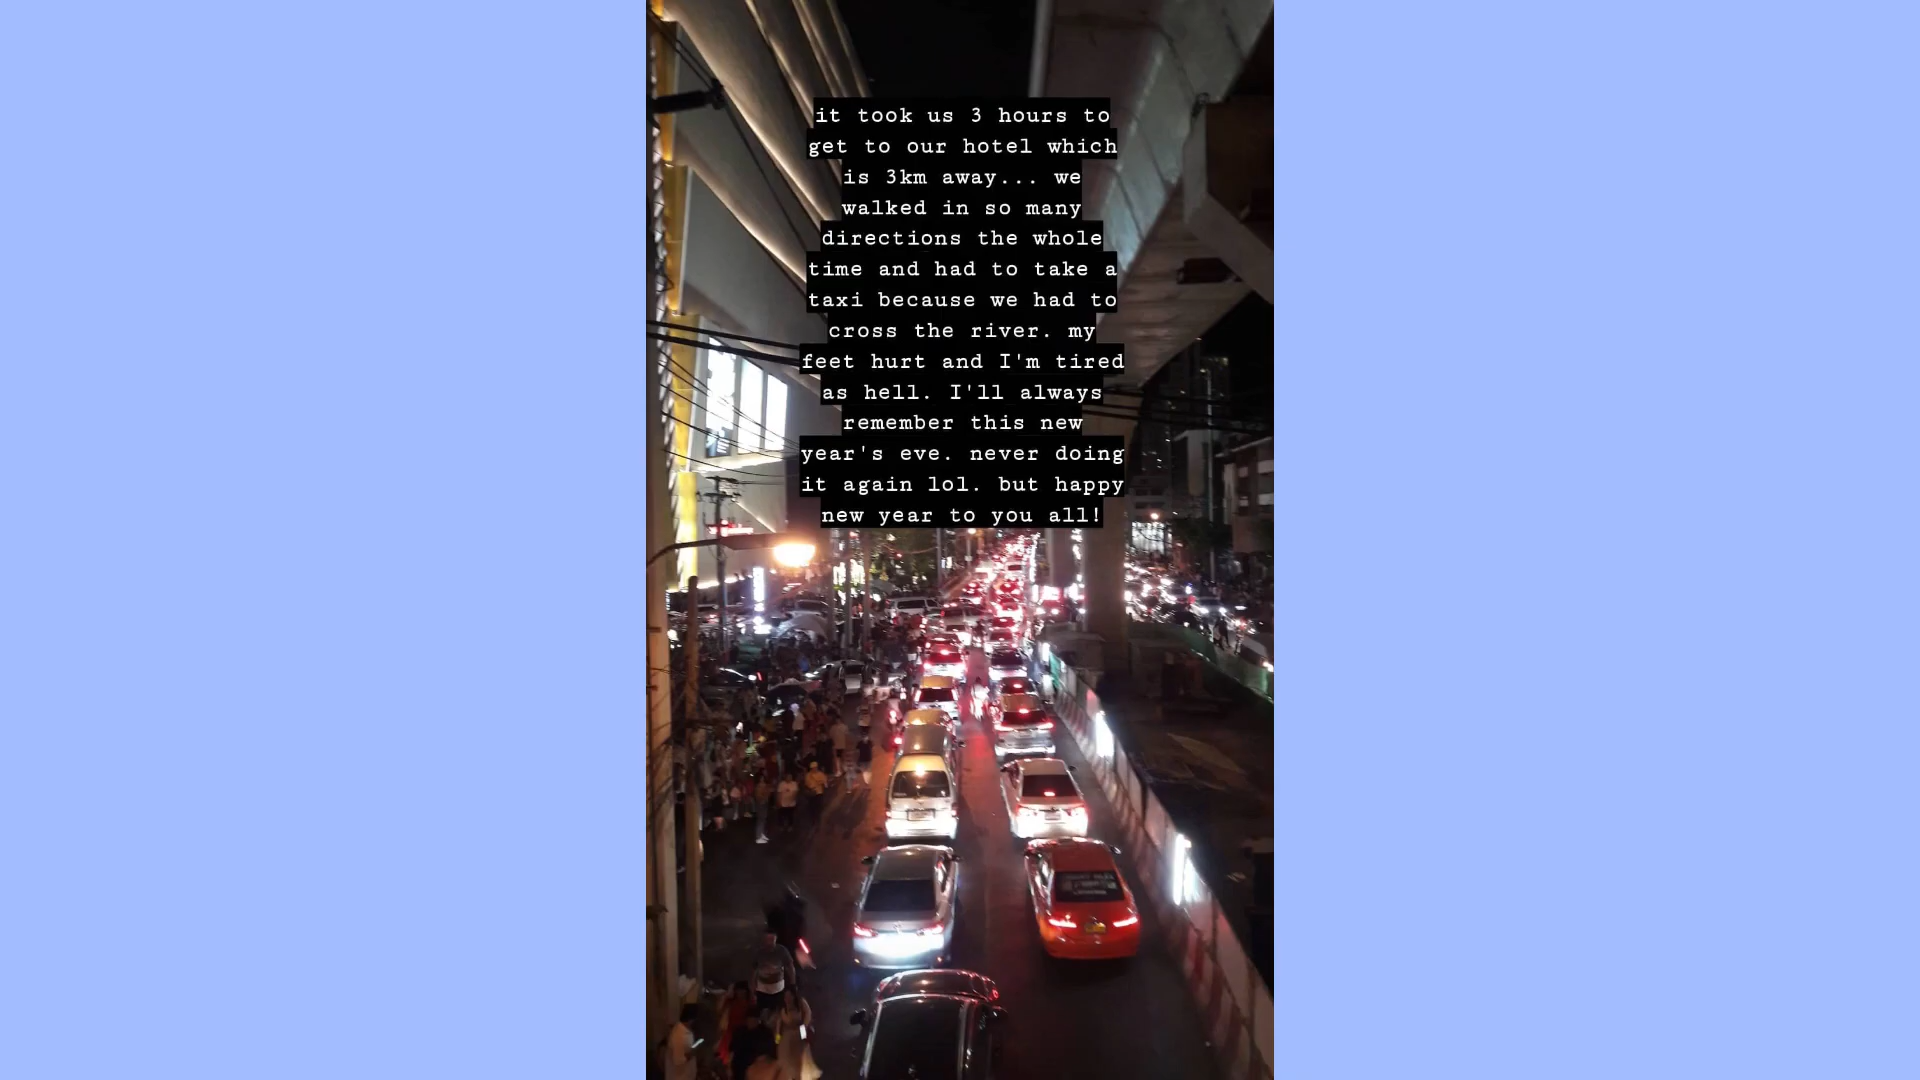 it took us 3 hours to
get to our hotel which
is 3km away... we
walked in so many
directions the whole
time and had to take a
taxi because we had to
cross the river. my
feet hurt and I'm tired
as hell. I'll always
remember this new
year's eve. never doing
it again lol. but happy
new year to you all!